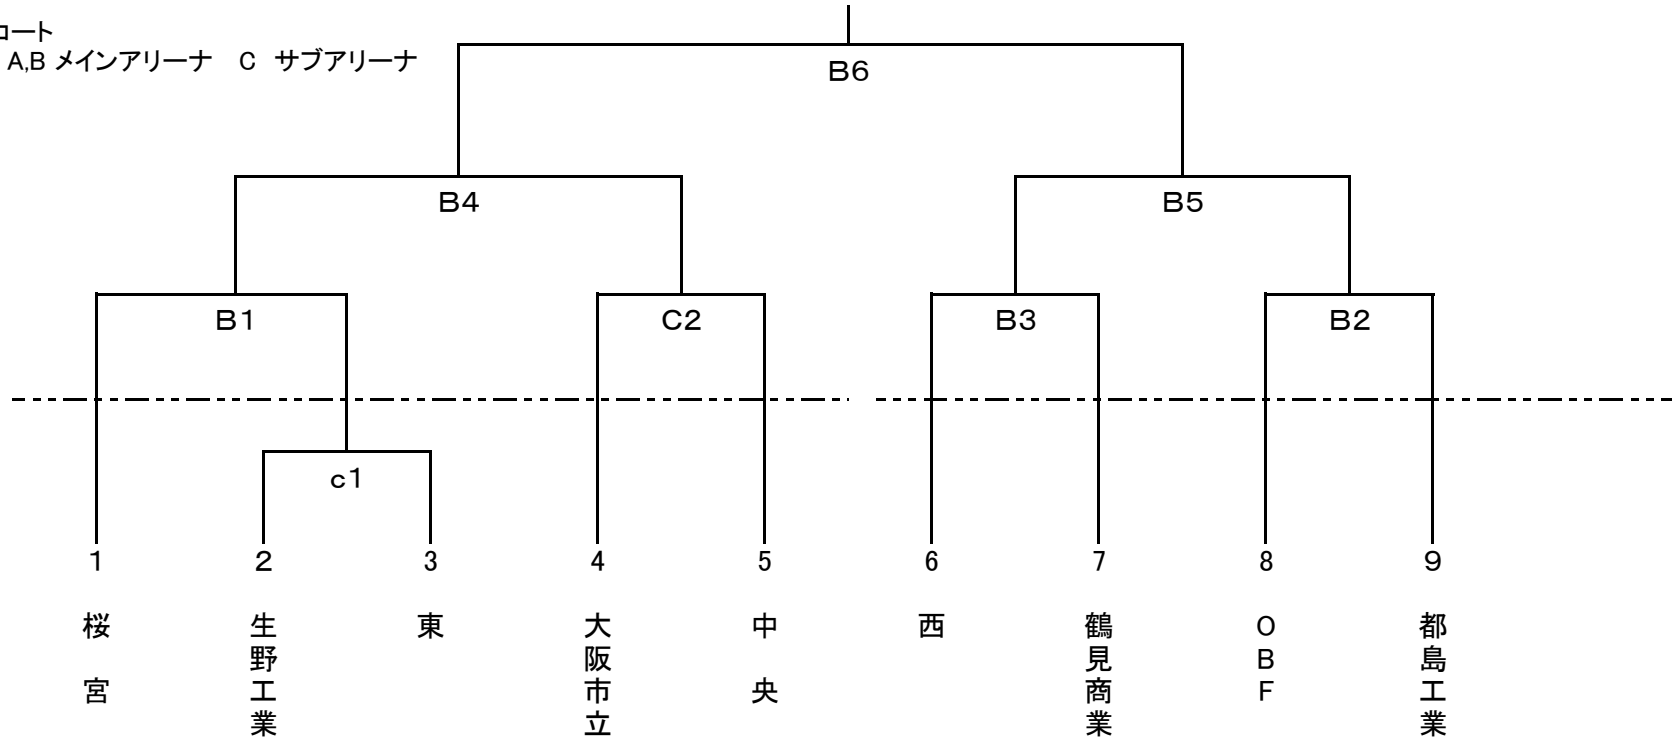 コート
A,B メインアリーナ　C　サブアリーナ
B6
B4
B5
B1
C2
B3
B2
c1
1
2
3
4
5
6
7
8
9
桜宮
生野工業
東
大阪市立
中央
西
鶴見商業
OBF
都島工業